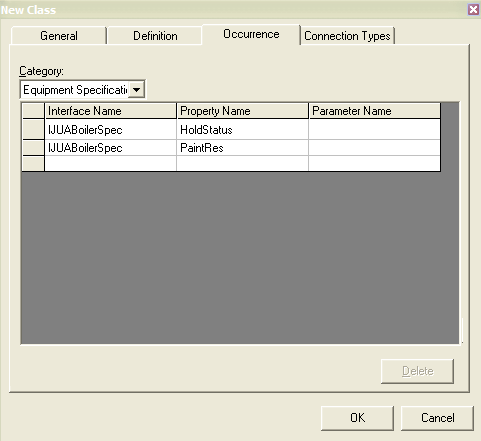 New Class
General Definition Occurrence Connection Types
Category:
Equipment Specificati
Interface Name Property Name Parameter Name
IJUABoilerSpec HoldStatus
IJUABoilerSpec PaintRes
Delete
OK Cancel